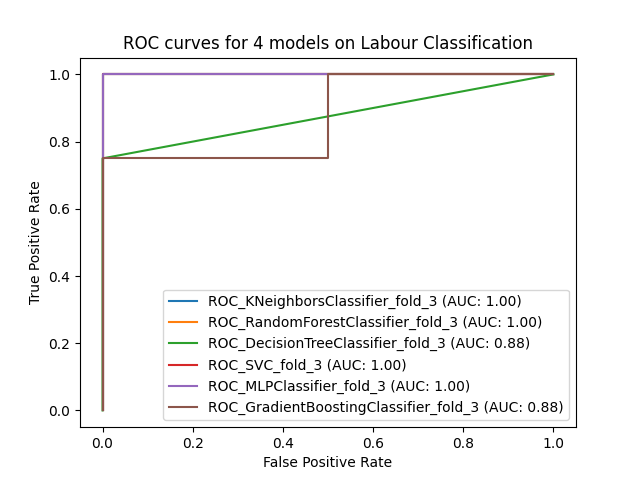 ROC curves for 4 models on Labour Classification
True Positive Rate
1.0
0.8
0.6
0.4
0.2
0.0
ROC_KNeighborsClassifier_fold_3 (AUC: 1.00)
ROC_RandomForestClassifier_fold_3 (AUC: 1.00)
ROC_DecisionTreeClassifier_fold_3 (AUC: 0.88)
ROC_SVC_fold_3 (AUC: 1.00)
ROC_MLPClassifier_fold_3 (AUC: 1.00)
ROC_GradientBoostingClassifier_fold_3 (AUC: 0.88)
0.0 0.2 0.4 0.6 0.8 1.0
False Positive Rate